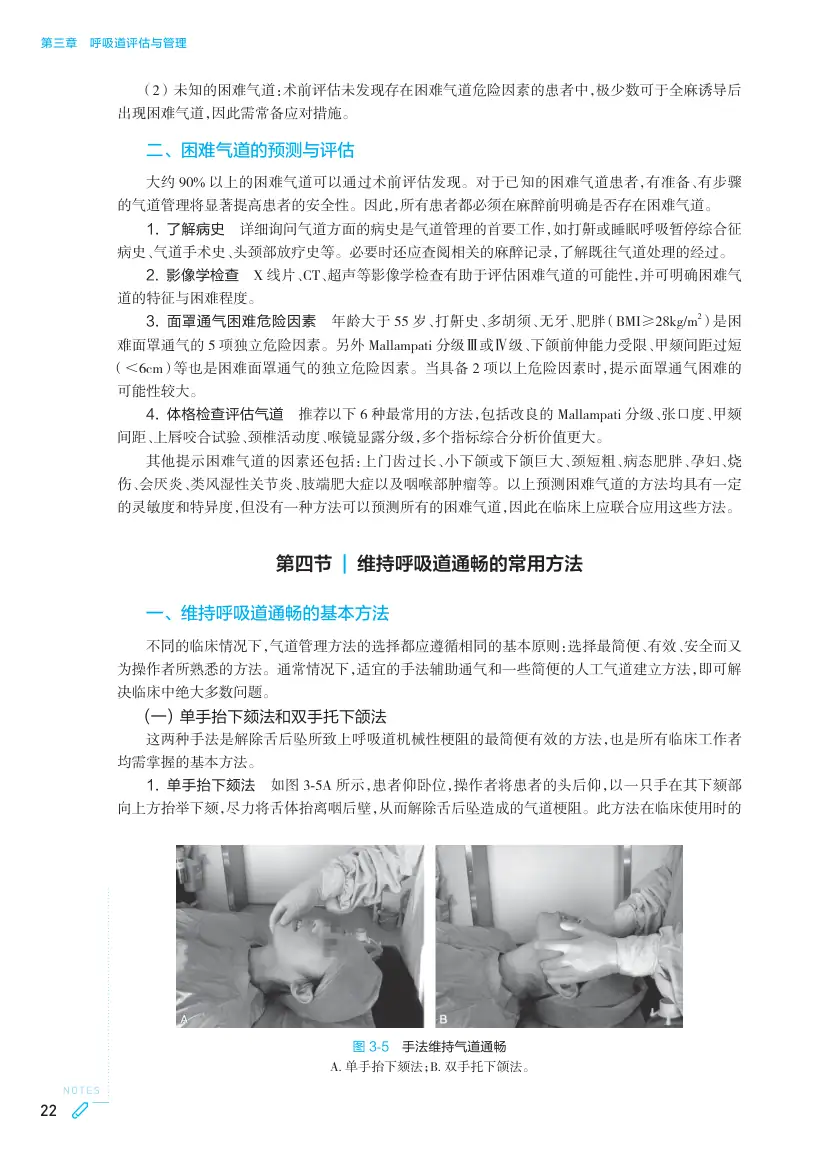 第三章 呼吸道评估与管理
（2）未知的困难气道：术前评估未发现存在困难气道危险因素的患者中，极少数可于全麻诱导后
出现困难气道，因此需常备应对措施。
二、困难气道的预测与评估
大约 90% 以上的困难气道可以通过术前评估发现。对于已知的困难气道患者，有准备、有步骤
的气道管理将显著提高患者的安全性。因此，所有患者都必须在麻醉前明确是否存在困难气道。
1. 了解病史 详细询问气道方面的病史是气道管理的首要工作，如打鼾或睡眠呼吸暂停综合征
病史、气道手术史、头颈部放疗史等。必要时还应查阅相关的麻醉记录，了解既往气道处理的经过。
2. 影像学检查 X 线片、CT、超声等影像学检查有助于评估困难气道的可能性，并可明确困难气
道的特征与困难程度。
3. 面罩通气困难危险因素 年龄大于 55 岁、打鼾史、多胡须、无牙、肥胖（BMI≥28kg/m²）是困
难面罩通气的 5 项独立危险因素。另外 Mallampati 分级Ⅲ或Ⅳ级、下颌前伸能力受限、甲颏间距过短
（＜6cm）等也是困难面罩通气的独立危险因素。当具备 2 项以上危险因素时，提示面罩通气困难的
可能性较大。
4. 体格检查评估气道 推荐以下 6 种最常用的方法，包括改良的 Mallampati 分级、张口度、甲颏
间距、上唇咬合试验、颈椎活动度、喉镜显露分级，多个指标综合分析价值更大。
其他提示困难气道的因素还包括：上门齿过长、小下颌或下颌巨大、颈短粗、病态肥胖、孕妇、烧
伤、会厌炎、类风湿性关节炎、肢端肥大症以及咽喉部肿瘤等。以上预测困难气道的方法均具有一定
的灵敏度和特异度，但没有一种方法可以预测所有的困难气道，因此在临床上应联合应用这些方法。
第四节 | 维持呼吸道通畅的常用方法
一、维持呼吸道通畅的基本方法
不同的临床情况下，气道管理方法的选择都应遵循相同的基本原则：选择最简便、有效、安全而又
为操作者所熟悉的方法。通常情况下，适宜的手法辅助通气和一些简便的人工气道建立方法，即可解
决临床中绝大多数问题。
（一）单手抬下颏法和双手托下颌法
这两种手法是解除舌后坠所致上呼吸道机械性梗阻的最简便有效的方法，也是所有临床工作者
均需掌握的基本方法。
1. 单手抬下颏法 如图 3-5A 所示，患者仰卧位，操作者将患者的头后仰，以一只手在其下颏部
向上方抬举下颏，尽力将舌体抬离咽后壁，从而解除舌后坠造成的气道梗阻。此方法在临床使用时的
A
B
图 3-5 手法维持气道通畅
A. 单手抬下颏法；B. 双手托下颌法。
NOTES
22